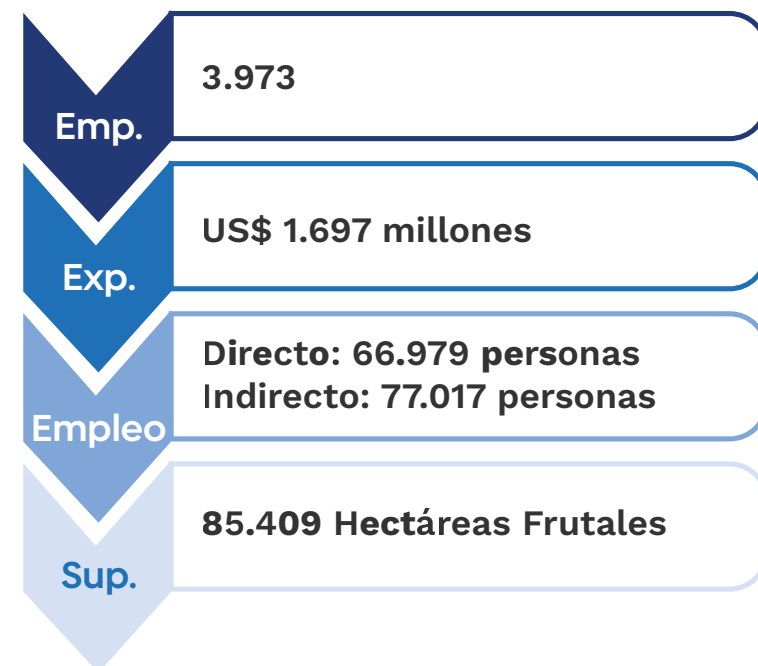 Emp.
3.973
Exp.
US$ 1.697 millones
Empleo
Directo: 66.979 personas
Indirecto: 77.017 personas
Sup.
85.409 Hectáreas Frutales